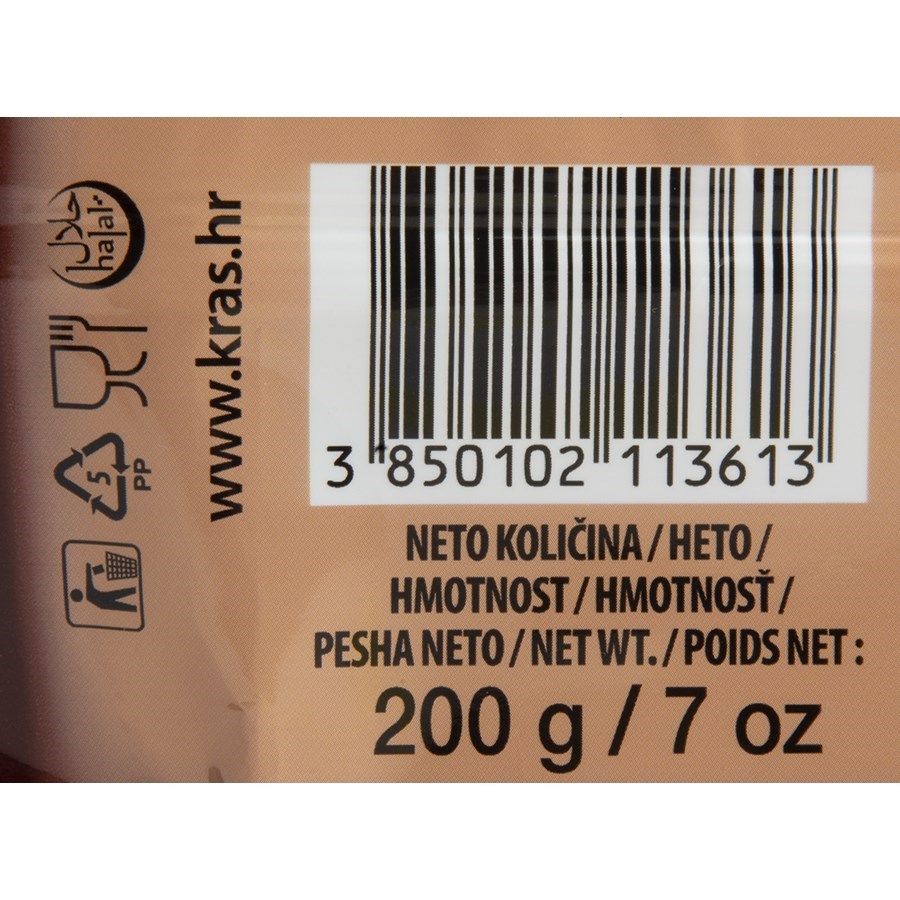 حلال
halal
5
PP
www.kras.hr
3 850102 113613
NETO KOLIČINA / НЕТО /
HMOTNOST / HMOTNOSŤ /
PESHA NETO / NET WT. / POIDS NET :
200 g / 7 oz